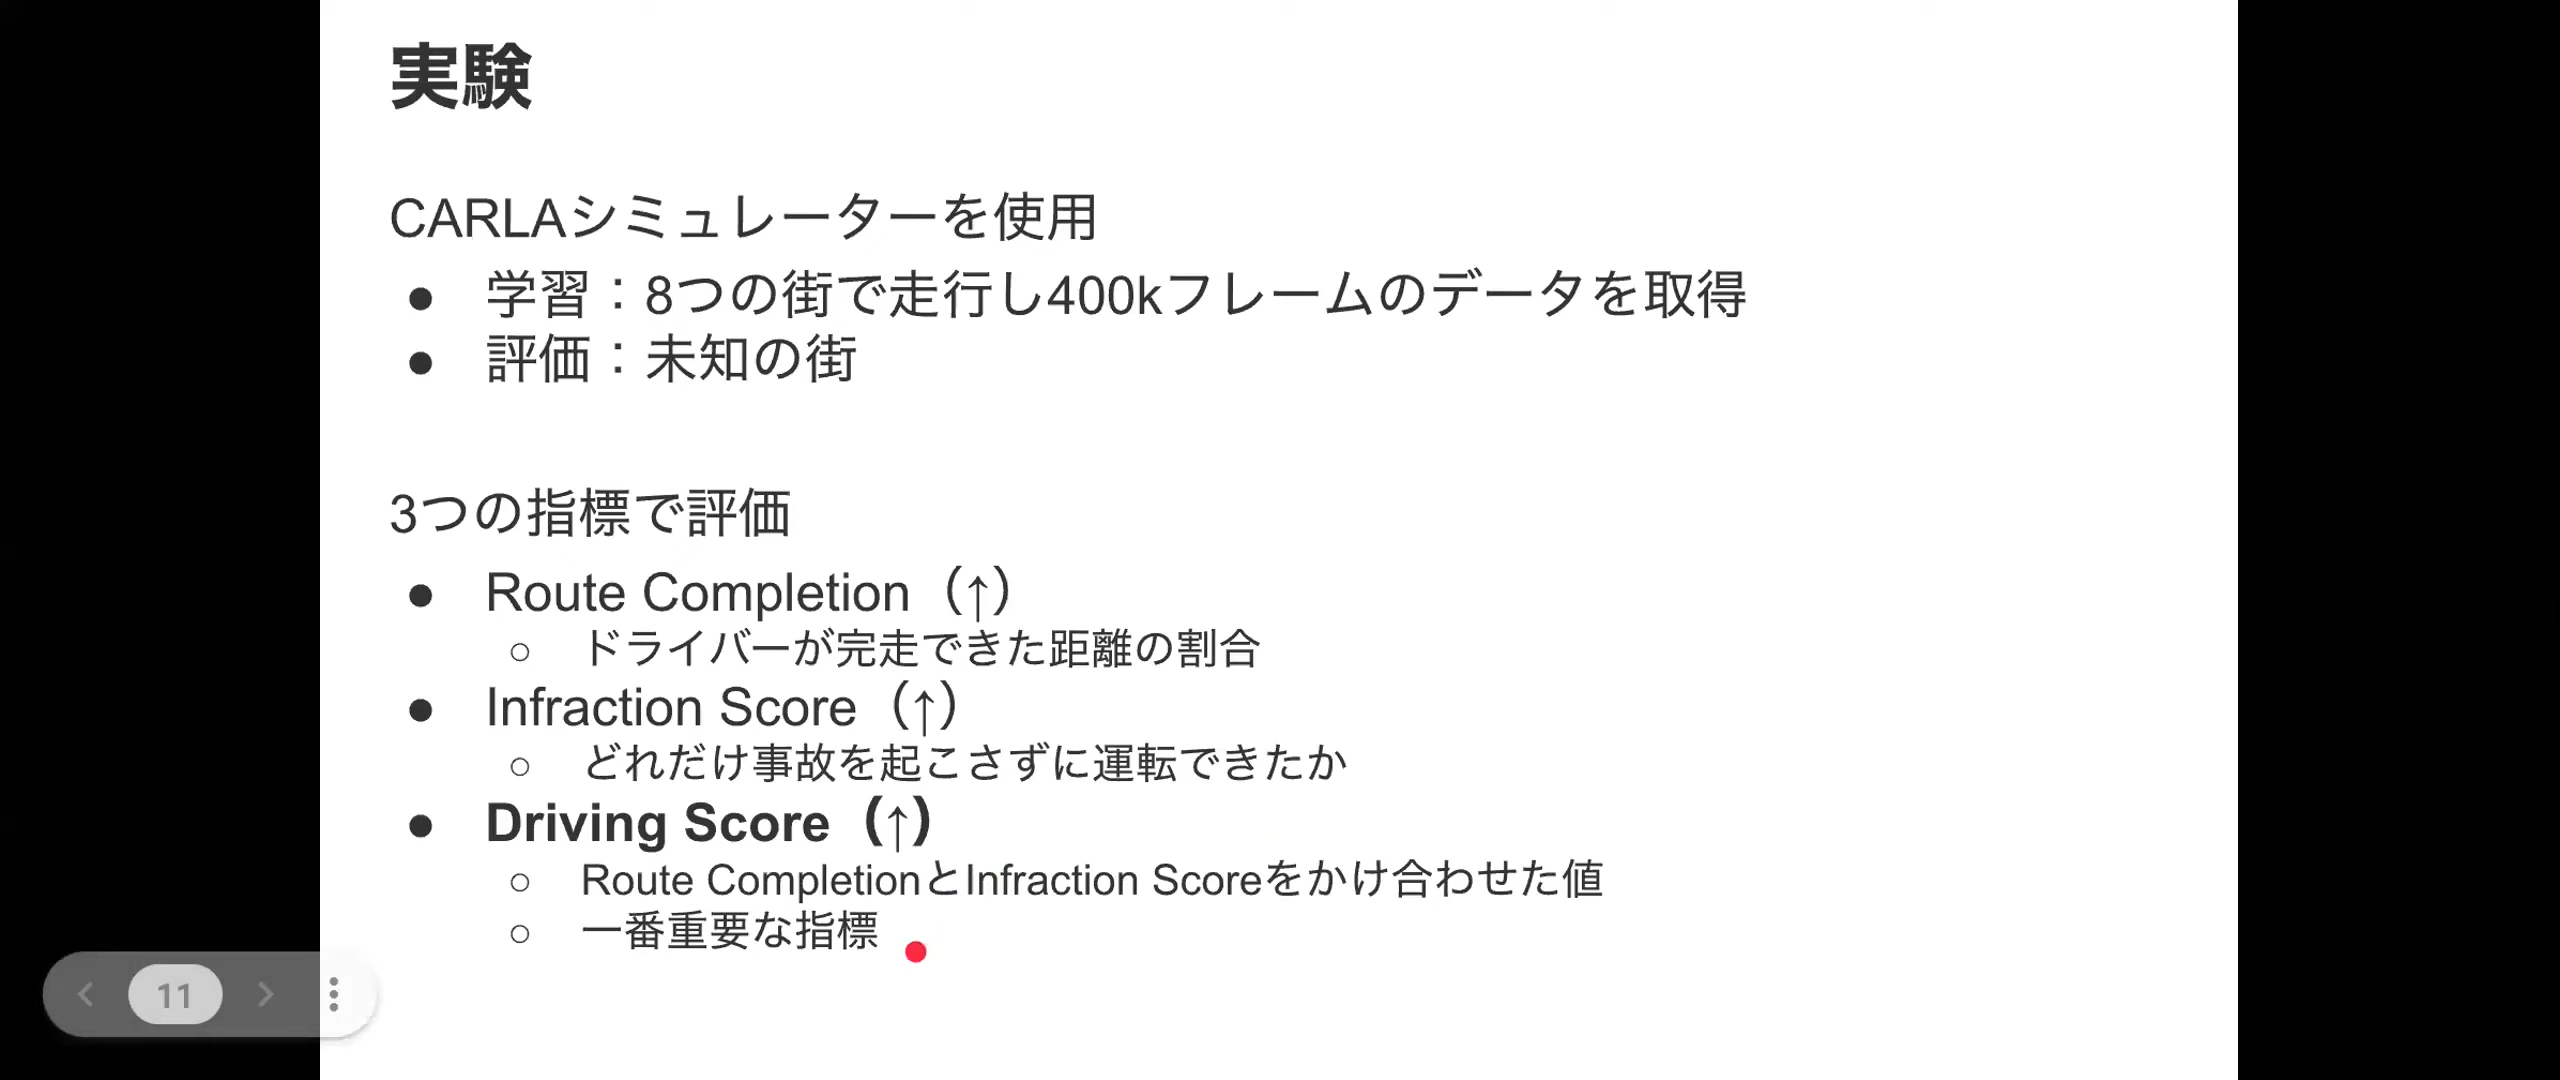 実験
CARLAシミュレーターを使用
● 学習：8つの街で走行し400kフレームのデータを取得
● 評価：未知の街
3つの指標で評価
● Route Completion（↑）
○ ドライバーが完走できた距離の割合
● Infraction Score（↑）
○ どれだけ事故を起こさずに運転できたか
● Driving Score（↑）
○ Route CompletionとInfraction Scoreをかけ合わせた値
○ 一番重要な指標
11